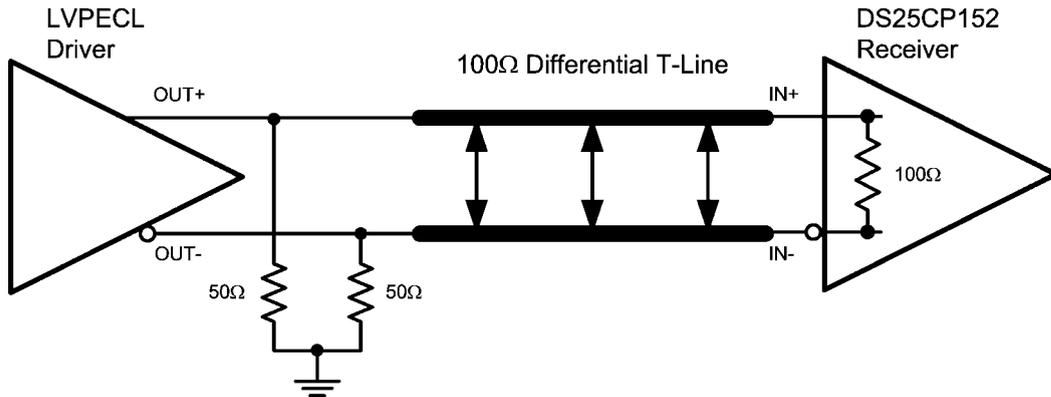 LVPECL
Driver
DS25CP152
Receiver
100Ω Differential T-Line
OUT+
IN+
100Ω
OUT-
IN-
50Ω
50Ω